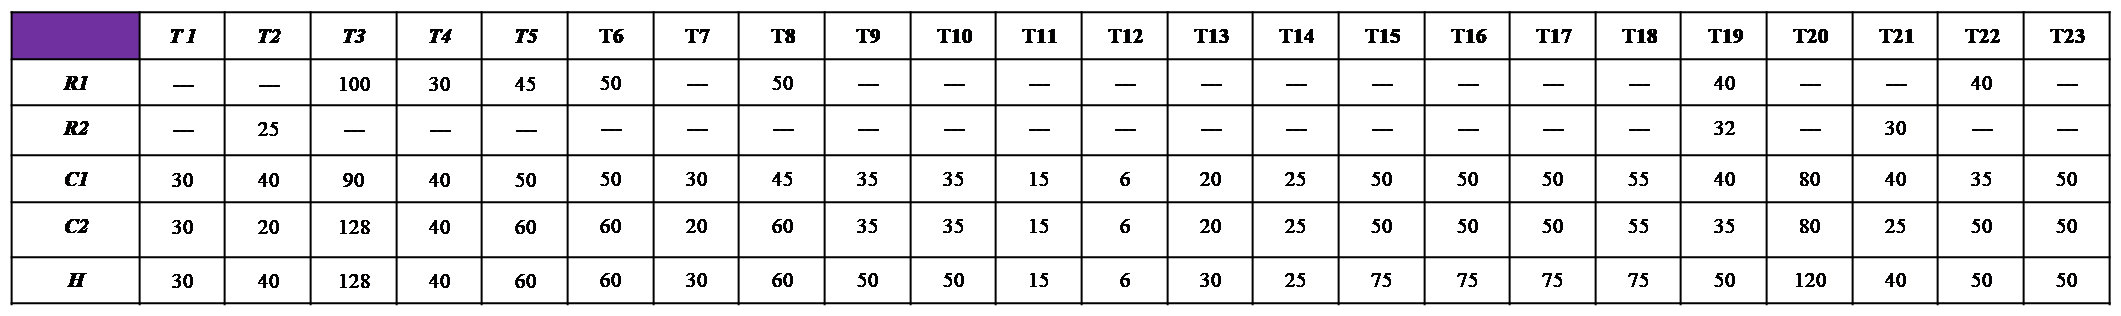 T1 T2 T3 T4 T5 T6 T7 T8 T9 T10 T11 T12 T13 T14 T15 T16 T17 T18 T19 T20 T21 T22 T23
R1 — — 100 30 45 50 — 50 — — — — — — — — — — 40 — — 40 —
R2 — 25 — — — — — — — — — — — — — — — — 32 — 30 — —
C1 30 40 90 40 50 50 30 45 35 35 15 6 20 25 50 50 50 55 40 80 40 35 50
C2 30 20 128 40 60 60 20 60 35 35 15 6 20 25 50 50 50 55 35 80 25 50 50
H 30 40 128 40 60 60 30 60 50 50 15 6 30 25 75 75 75 75 50 120 40 50 50